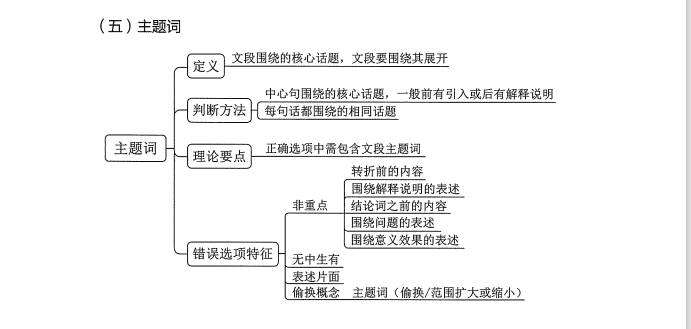 （五）主题词
主题词
定义
文段围绕的核心话题，文段要围绕其展开
判断方法
中心句围绕的核心话题，一般前有引入或后有解释说明
每句话都围绕的相同话题
理论要点
正确选项中需包含文段主题词
错误选项特征
非重点
转折前的内容
围绕解释说明的表述
结论词之前的内容
围绕问题的表述
围绕意义效果的表述
无中生有
表述片面
偷换概念 主题词（偷换/范围扩大或缩小）